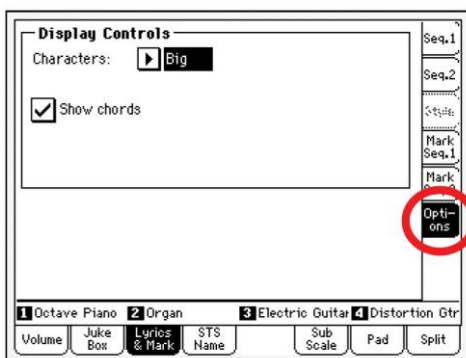 Display Controls
Characters: Big
Show chords
Seq.1
Seq.2
Style
Mark
Seq.1
Mark
Opti-
ons
1 Octave Piano 2 Organ 3 Electric Guitar 4 Distortion Gtr
Volume Juke Box Lyrics & Mark STS Name Sub Scale Pad Split